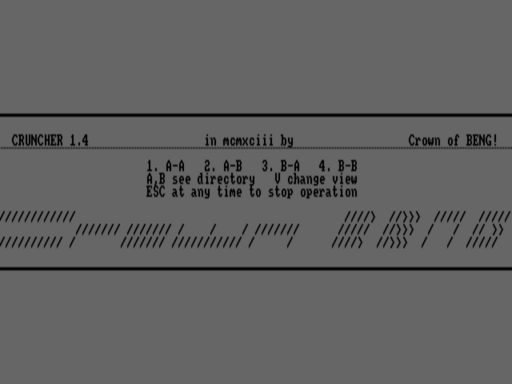 CRUNCHER 1.4 in mcmxciii by Crown of BENG!
1. A-A 2. A-B 3. B-A 4. B-B
A,B see directory V change view
ESC at any time to stop operation